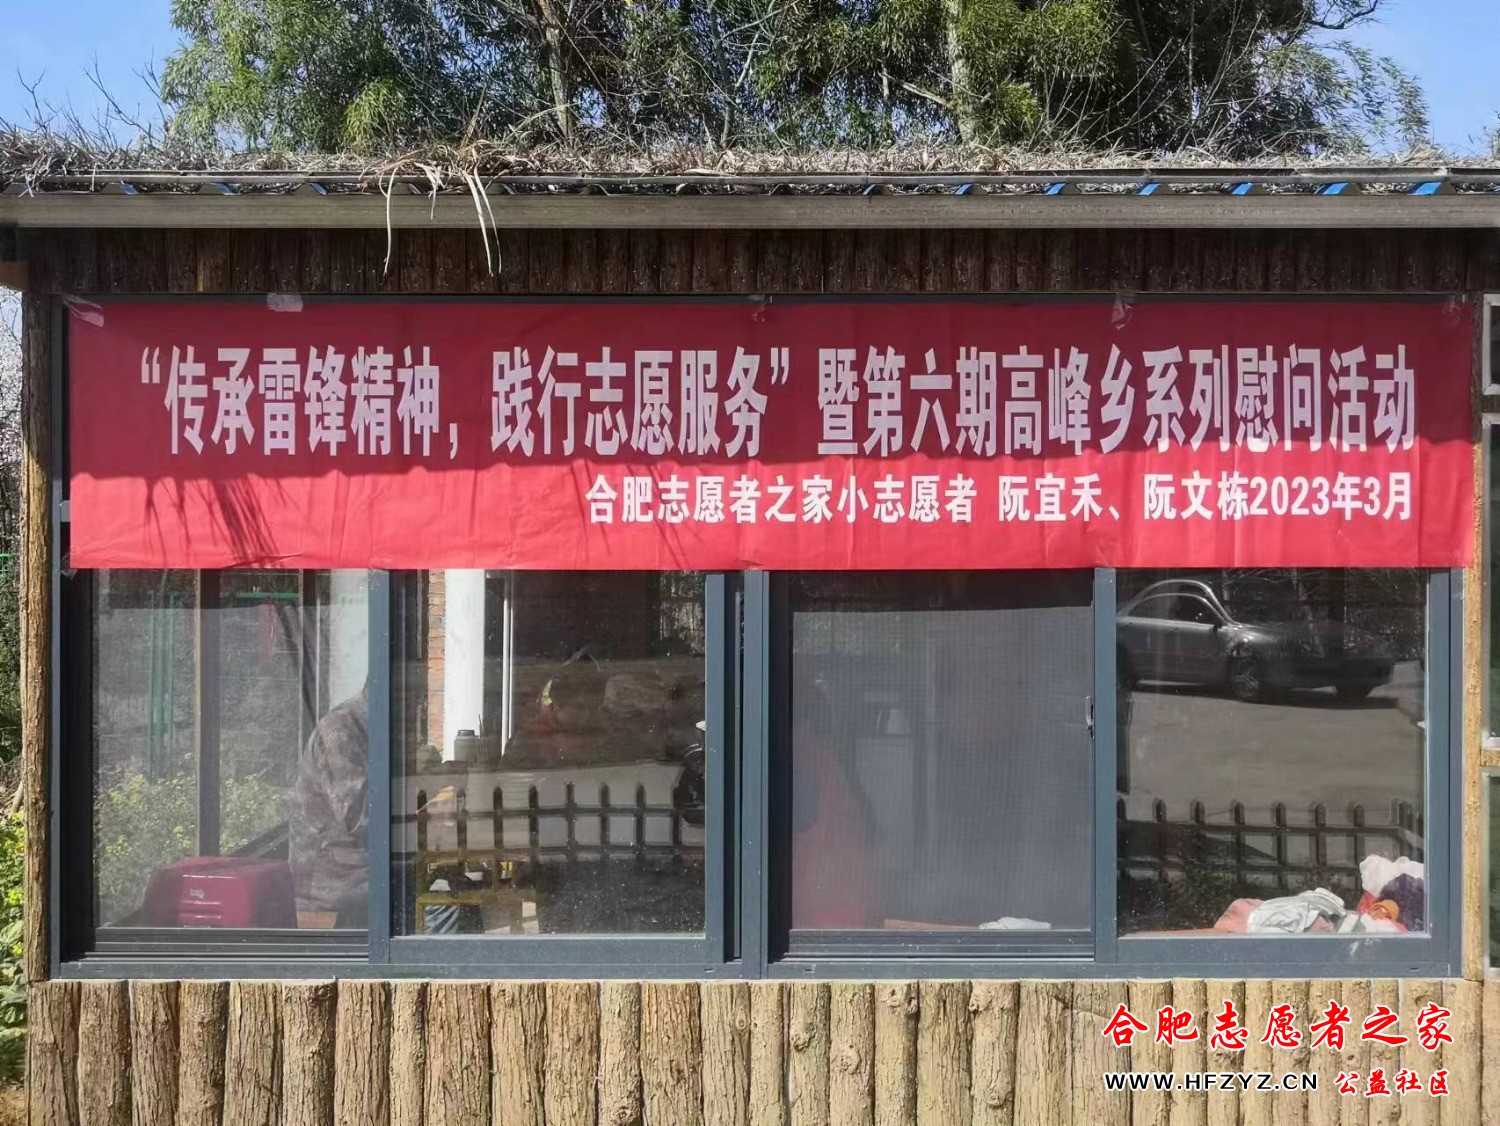 “传承雷锋精神，践行志愿服务”暨第六期高峰乡系列慰问活动
合肥志愿者之家小志愿者 阮宜禾、阮文栋2023年3月
合肥志愿者之家
WWW.HFZYZ.CN 公益社区